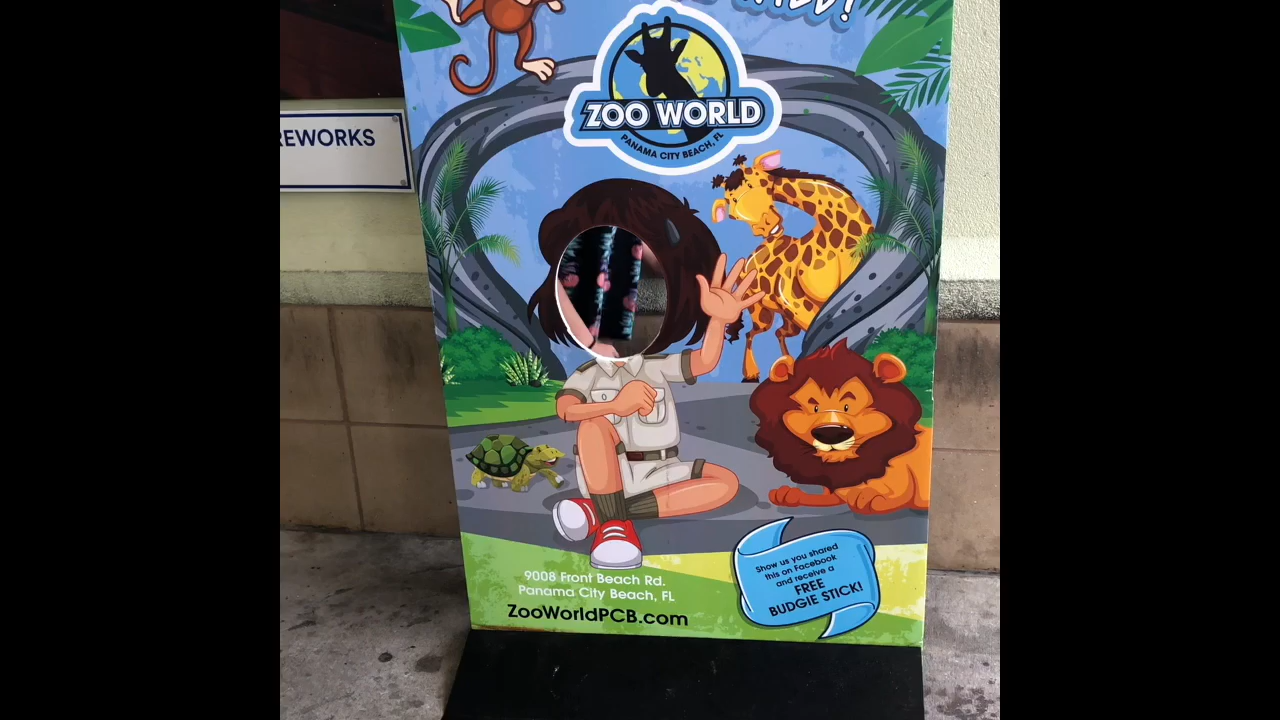 ZOO WORLD
PANAMA CITY BEACH, FL
9008 Front Beach Rd.
Panama City Beach, FL
ZooWorldPCB.com
Show us you shared
this on Facebook
and receive a
FREE
BUDGIE STICK!